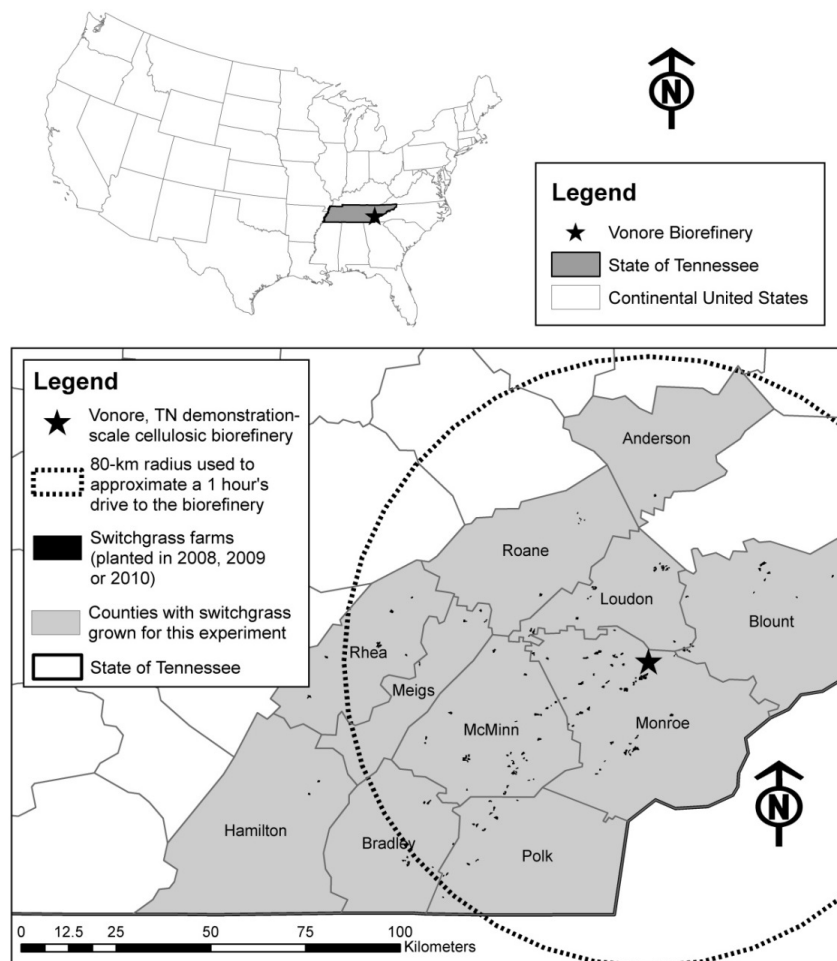 N
Legend
Vonore Biorefinery
State of Tennessee
Continental United States
Legend
Vonore, TN demonstration-
scale cellulosic biorefinery
80-km radius used to
approximate a 1 hour's
drive to the biorefinery
Switchgrass farms
(planted in 2008, 2009
or 2010)
Counties with switchgrass
grown for this experiment
State of Tennessee
Anderson
Roane
Loudon
Blount
Rhea
Meigs
McMinn
Monroe
Hamilton
Bradley
Polk
N
0 12.5 25 50 75 100
Kilometers